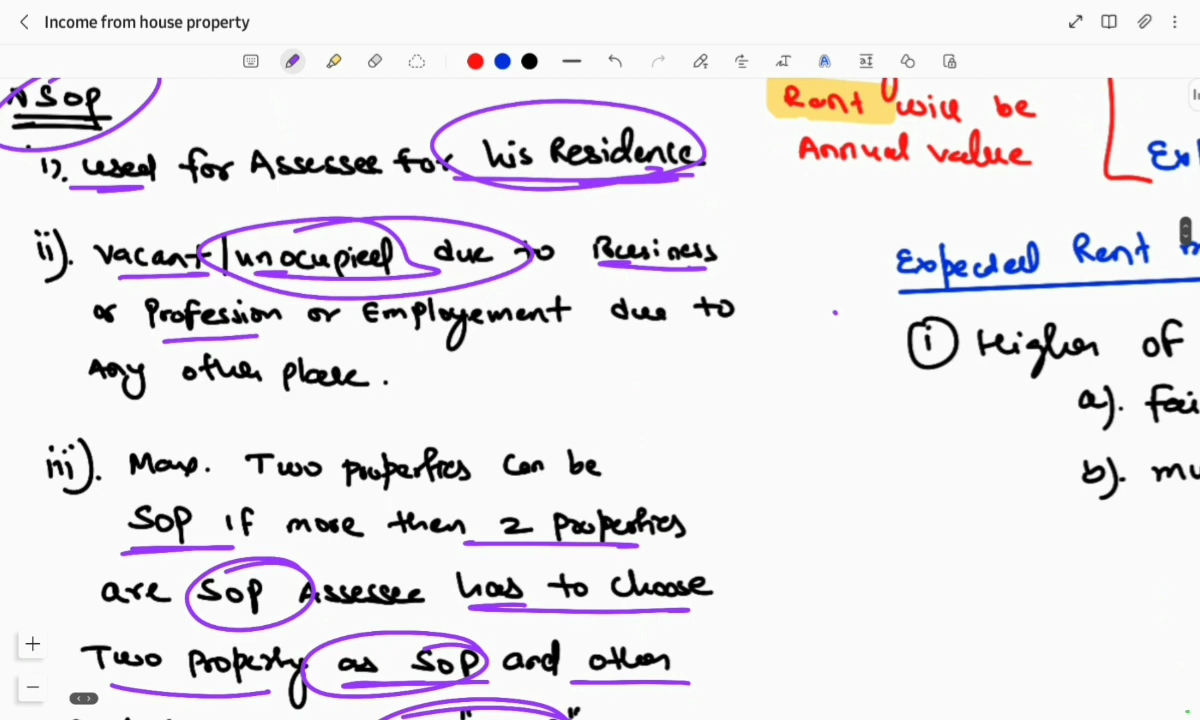 Income from house property
SOP
i). used for Assessee for his Residence
ii). Vacant/unocupied due to Business
or Profession or Employement due to
Any other place.
iii). Max. Two properties can be
SOP if more then 2 properties
are SOP Assessee has to choose
Two property as SOP and other
Rent will be
Annual value
Expected Rent
(i) Higher of
a). fai
b). mu